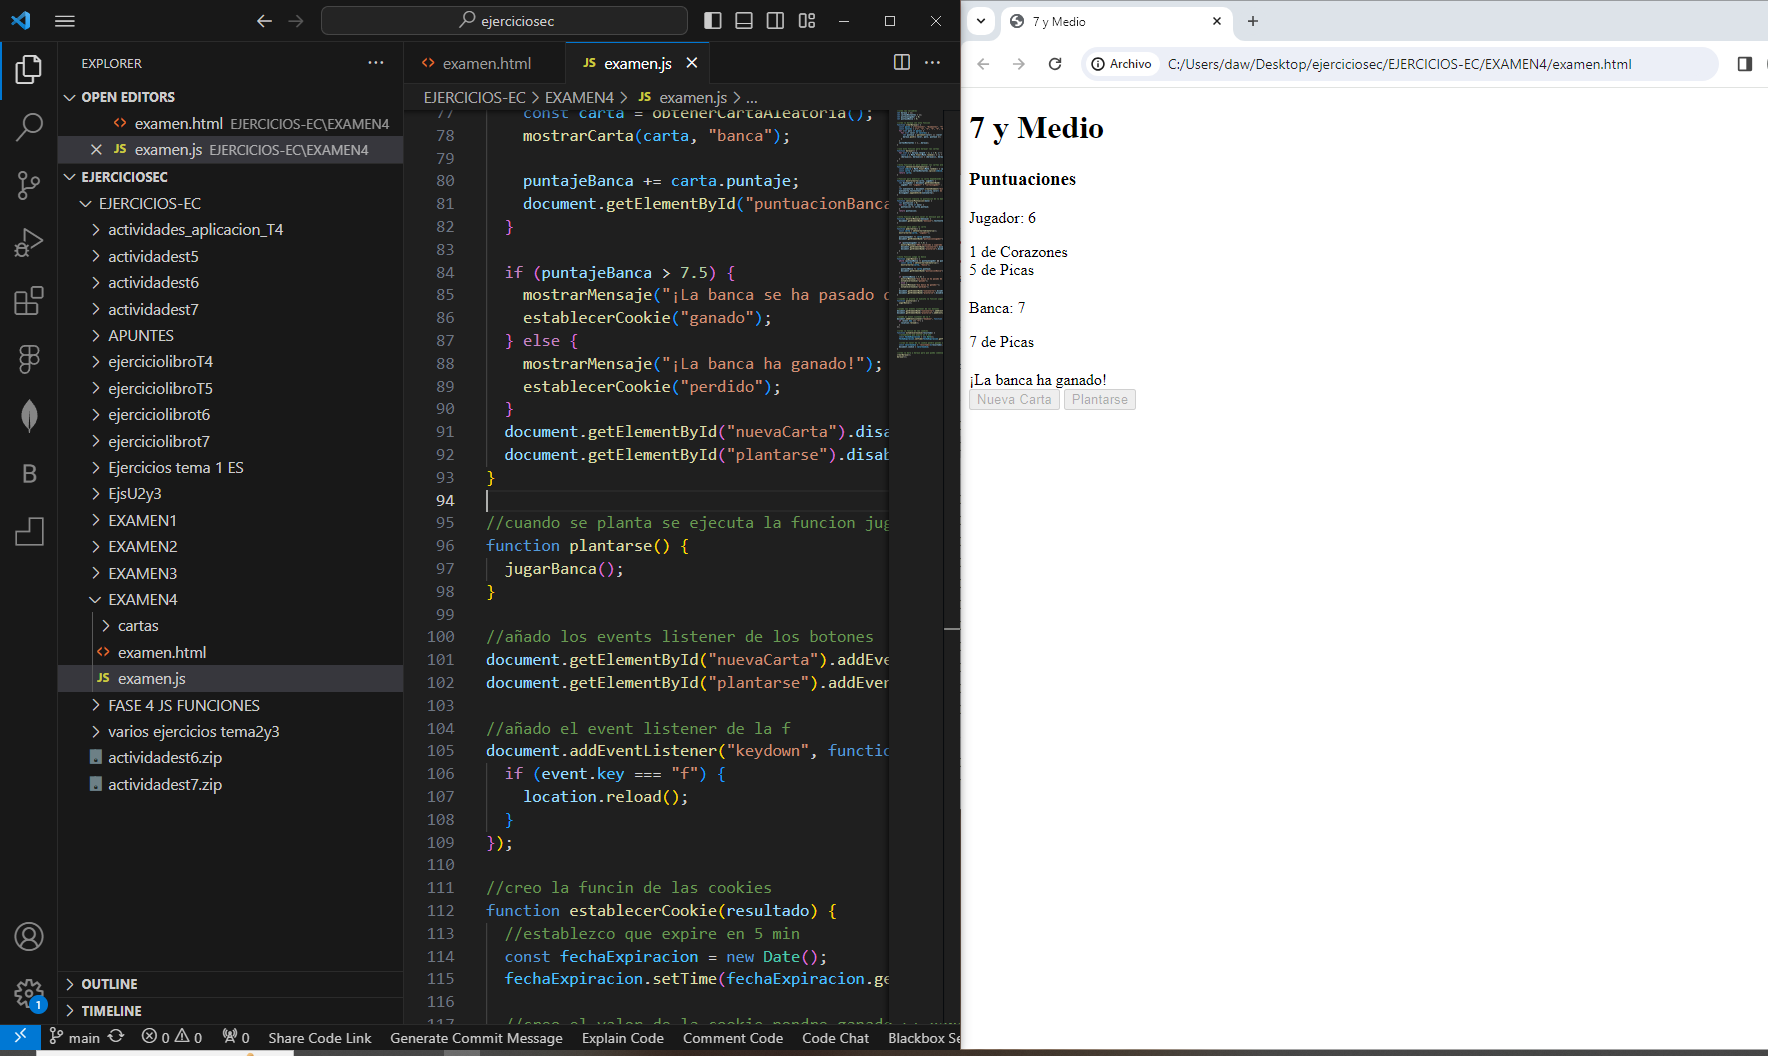 ejerciciosec
EXPLORER
OPEN EDITORS
examen.html EJERCICIOS-EC\EXAMEN4
examen.js EJERCICIOS-EC\EXAMEN4
EJERCICIOSEC
EJERCICIOS-EC
actividades_aplicacion_T4
actividadest5
actividadest6
actividadest7
APUNTES
ejerciciolibroT4
ejerciciolibroT5
ejerciciolibrot6
ejerciciolibrot7
Ejercicios tema 1 ES
EjsU2y3
EXAMEN1
EXAMEN2
EXAMEN3
EXAMEN4
cartas
examen.html
JS examen.js
FASE 4 JS FUNCIONES
varios ejercicios tema2y3
actividadest6.zip
actividadest7.zip
OUTLINE
TIMELINE
examen.html
JS examen.js
EJERCICIOS-EC > EXAMEN4 > JS examen.js > ...
77 const carta = obtenerCartaAleatoria();
78 mostrarCarta(carta, "banca");
79
80 puntajeBanca += carta.puntaje;
81 document.getElementById("puntuacionBanca
82 }
83
84 if (puntajeBanca > 7.5) {
85 mostrarMensaje("¡La banca se ha pasado d
86 establecerCookie("ganado");
87 } else {
88 mostrarMensaje("¡La banca ha ganado!");
89 establecerCookie("perdido");
90 }
91 document.getElementById("nuevaCarta").disa
92 document.getElementById("plantarse").disab
93 }
94
95 //cuando se planta se ejecuta la funcion jug
96 function plantarse() {
97 jugarBanca();
98 }
99
100 //añado los events listener de los botones
101 document.getElementById("nuevaCarta").addEve
102 document.getElementById("plantarse").addEven
103
104 //añado el event listener de la f
105 document.addEventListener("keydown", functio
106 if (event.key === "f") {
107 location.reload();
108 }
109 });
110
111 //creo la funcin de las cookies
112 function establecerCookie(resultado) {
113 //establezco que expire en 5 min
114 const fechaExpiracion = new Date();
115 fechaExpiracion.setTime(fechaExpiracion.ge
116
117 //creo el valor de la cookie
main 0 0 0 Share Code Link Generate Commit Message Explain Code Comment Code Code Chat Blackbox Se
7 y Medio
Archivo C:/Users/daw/Desktop/ejerciciosec/EJERCICIOS-EC/EXAMEN4/examen.html
7 y Medio
Puntuaciones
Jugador: 6
1 de Corazones
5 de Picas
Banca: 7
7 de Picas
¡La banca ha ganado!
Nueva Carta Plantarse